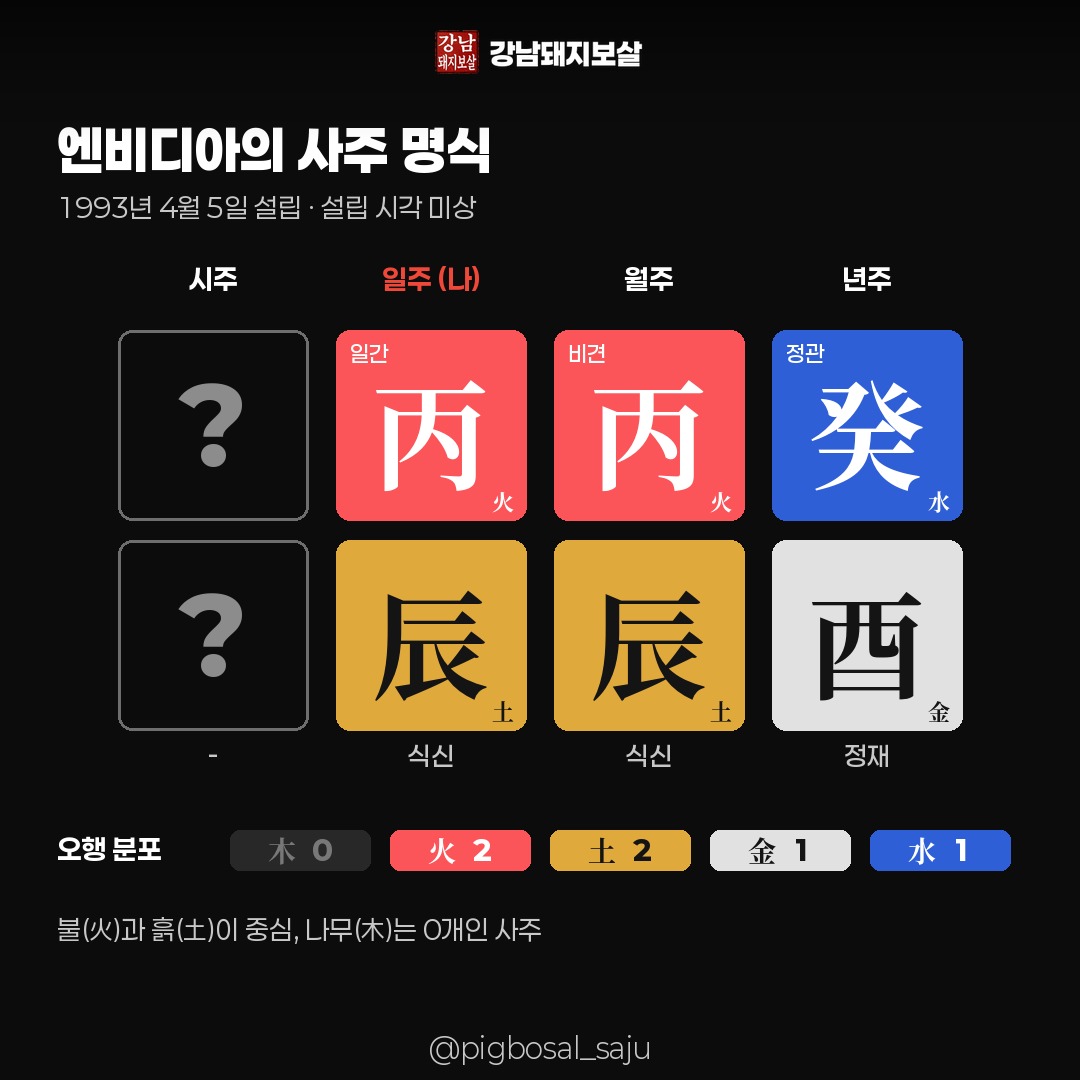 강남
돼지보살
강남돼지보살
엔비디아의 사주 명식
1993년 4월 5일 설립 · 설립 시각 미상
시주 일주 (나) 월주 년주
일간 비견 정관
? 丙 丙 癸
火 火 水
? 辰 辰 酉
土 土 金
- 식신 식신 정재
오행 분포 木 0 火 2 土 2 金 1 水 1
불(火)과 흙(土)이 중심, 나무(木)는 0개인 사주
@pigbosal_saju